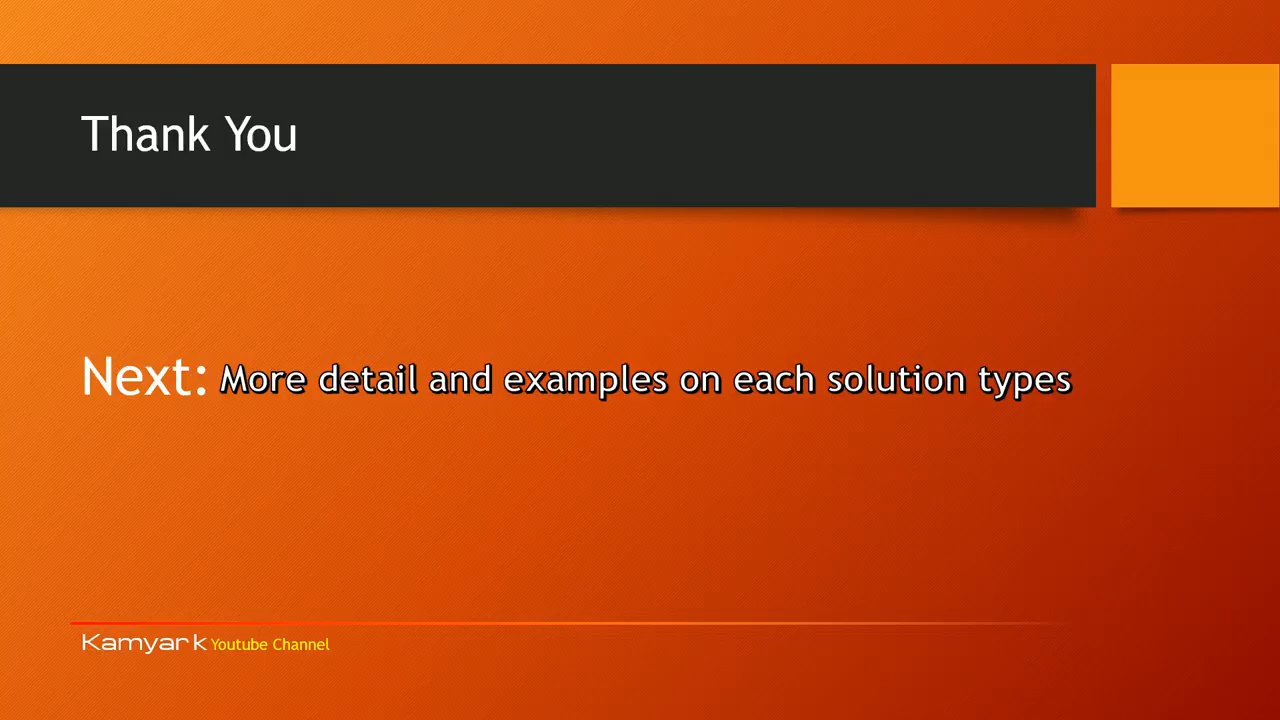 Thank You
Next: More detail and examples on each solution types
Kamyar k Youtube Channel